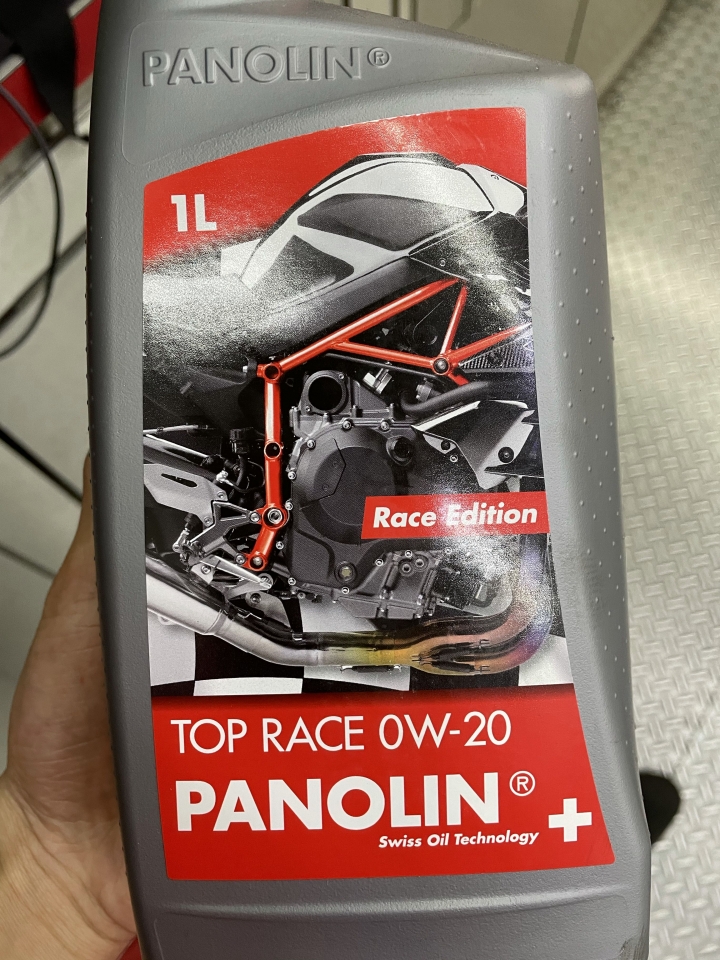 PANOLIN®
1L
Race Edition
TOP RACE 0W-20
PANOLIN®
Swiss Oil Technology